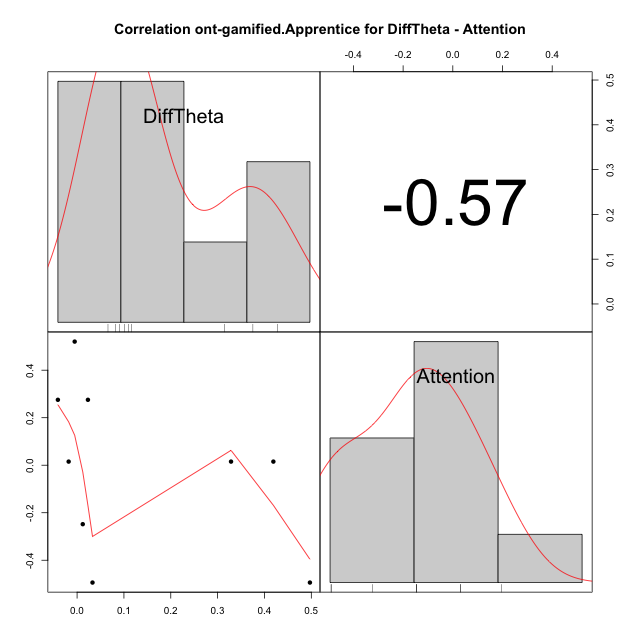 Correlation ont-gamified.Apprentice for DiffTheta - Attention
-0.4 -0.2 0.0 0.2 0.4
DiffTheta
-0.57
0.5
0.4
0.3
0.2
0.1
0.0
Attention
0.4
0.2
0.0
-0.2
-0.4
0.0 0.1 0.2 0.3 0.4 0.5